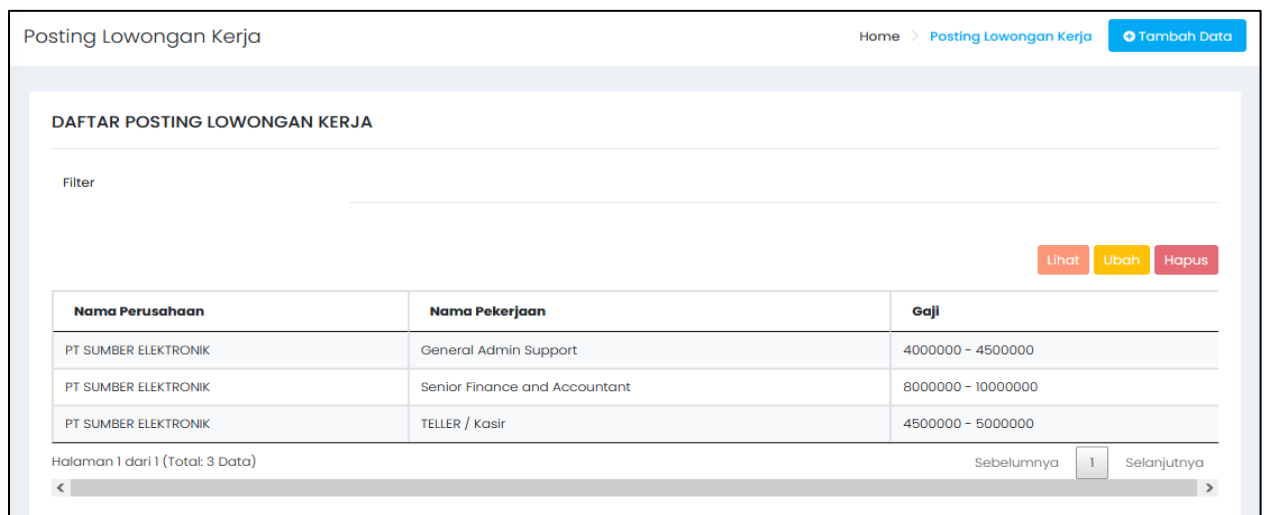 Posting Lowongan Kerja
Home > Posting Lowongan Kerja Tambah Data
DAFTAR POSTING LOWONGAN KERJA
Filter
Lihat Ubah Hapus
Nama Perusahaan Nama Pekerjaan Gaji
PT SUMBER ELEKTRONIK General Admin Support 4000000 - 4500000
PT SUMBER ELEKTRONIK Senior Finance and Accountant 8000000 - 10000000
PT SUMBER ELEKTRONIK TELLER / Kasir 4500000 - 5000000
Halaman 1 dari 1 (Total: 3 Data) Sebelumnya 1 Selanjutnya